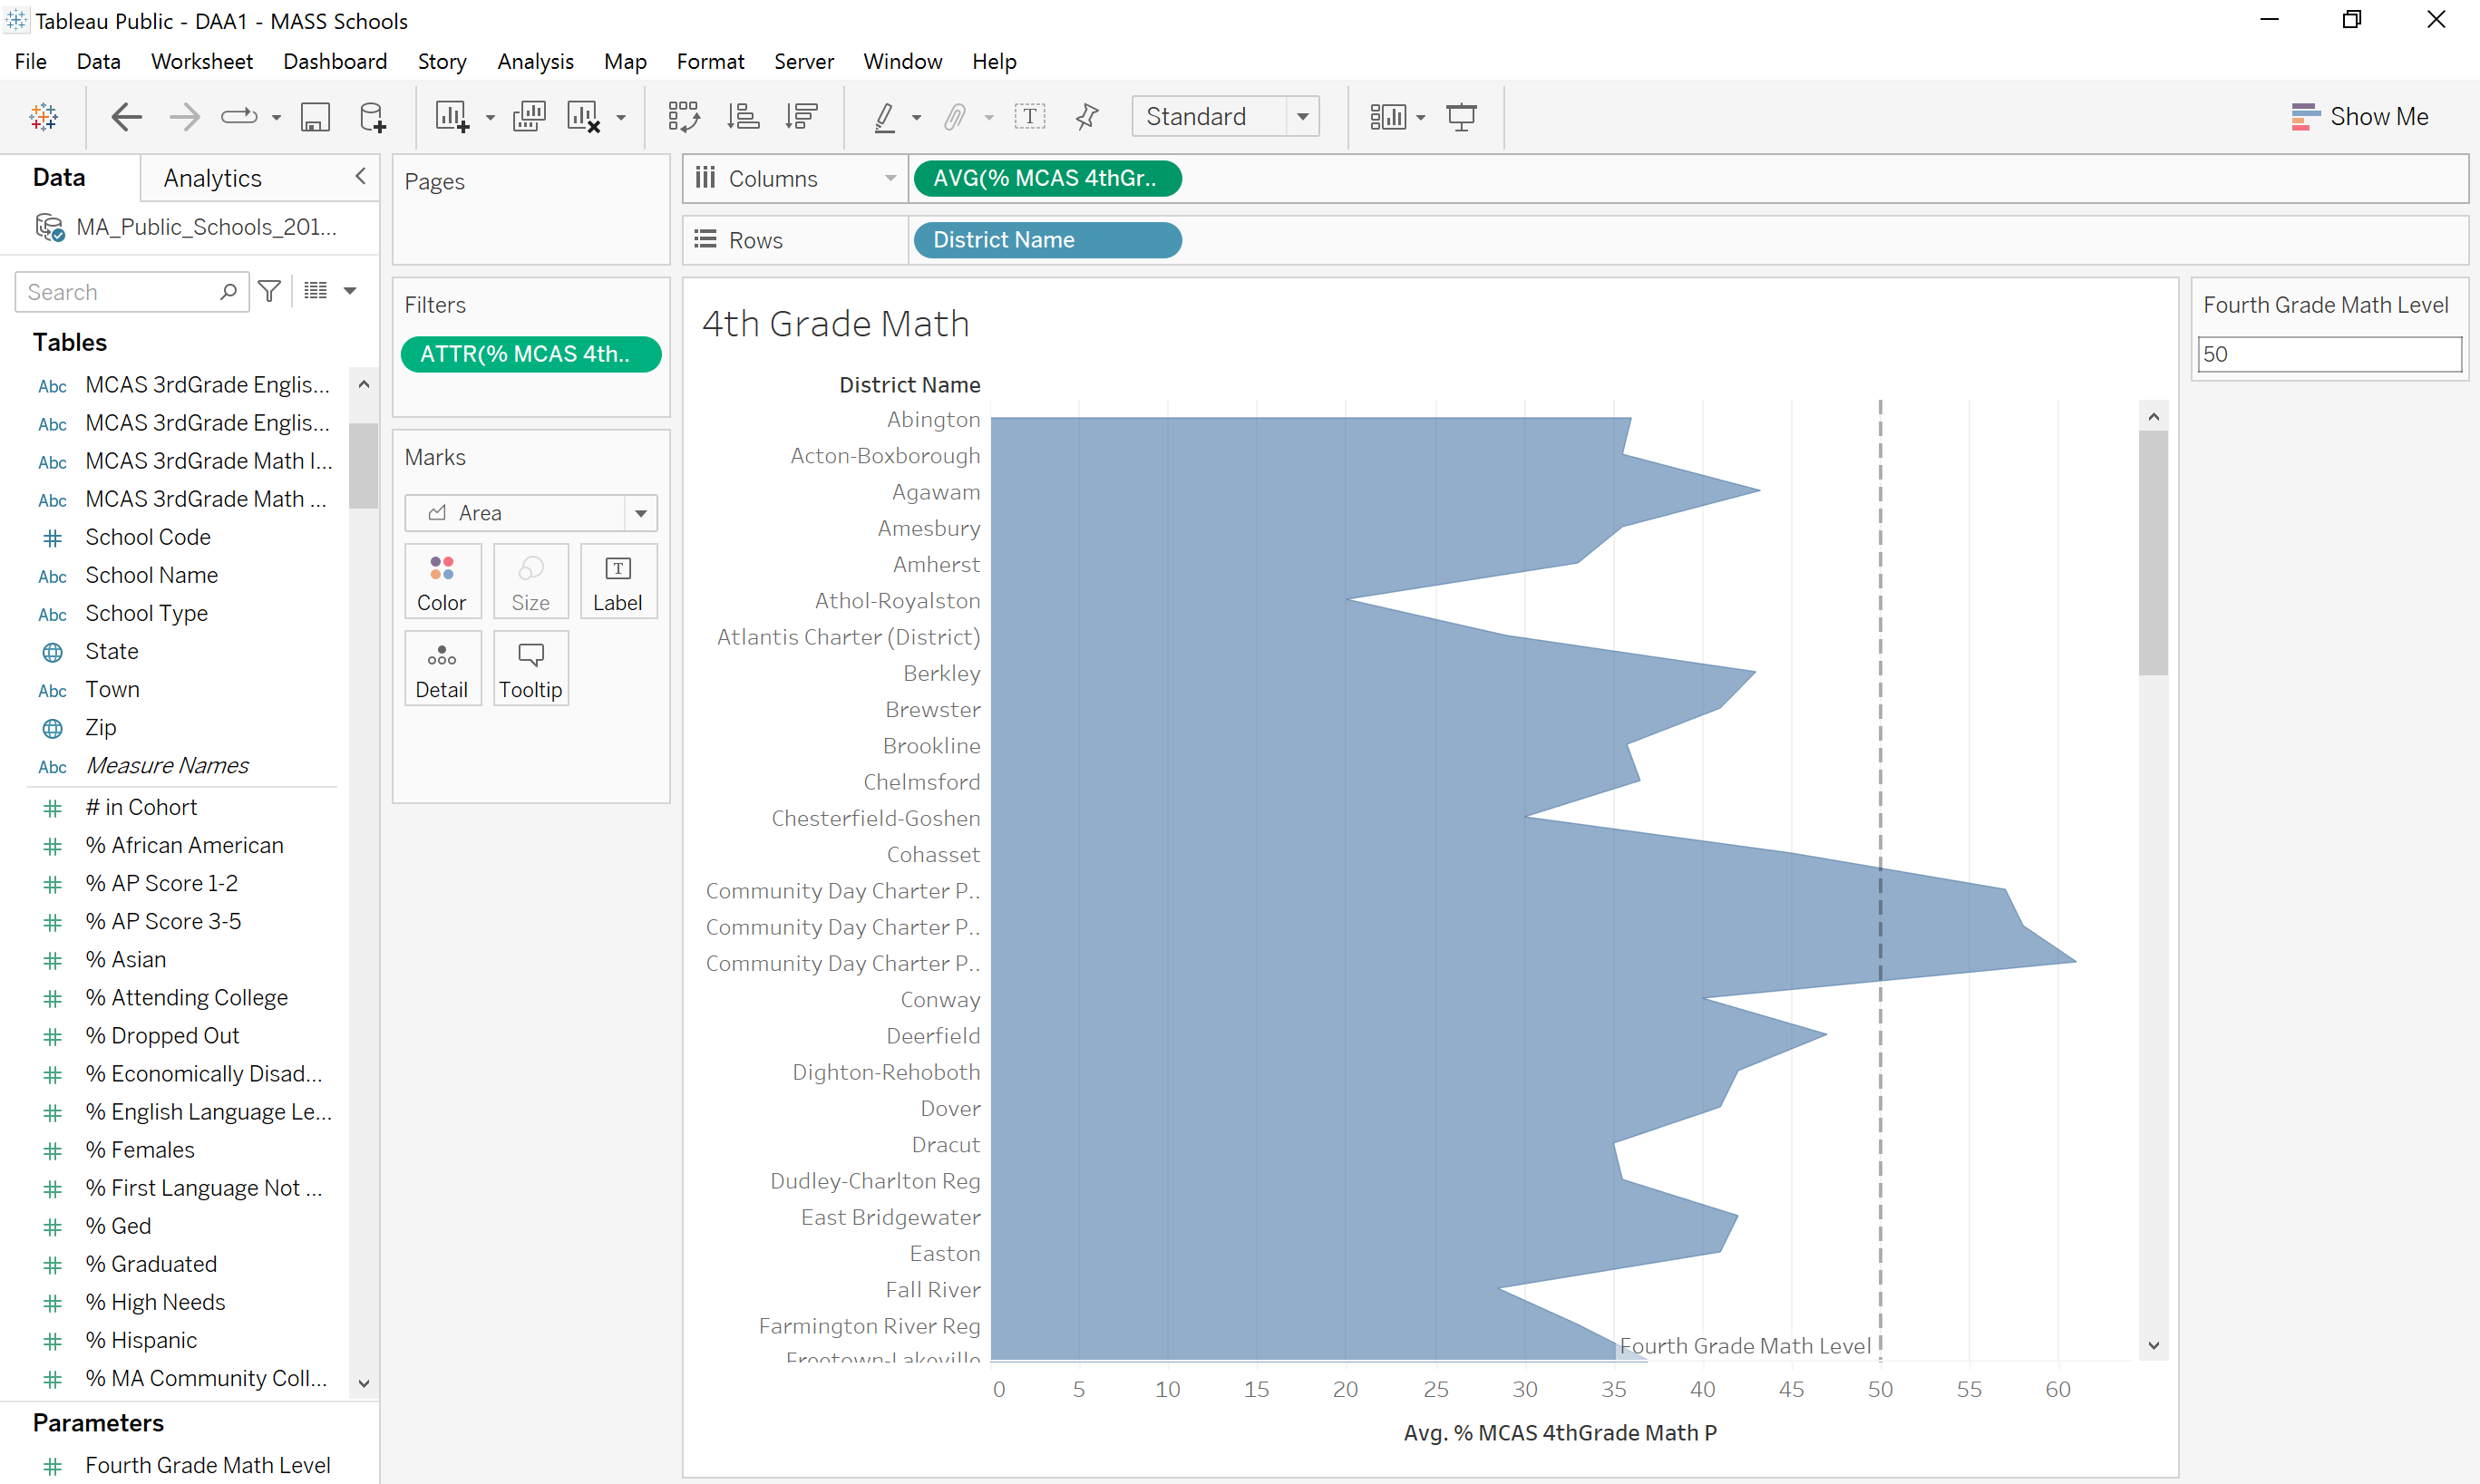 Tableau Public - DAA1 - MASS Schools
File Data Worksheet Dashboard Story Analysis Map Format Server Window Help
Standard
Show Me
Data
Analytics
MA_Public_Schools_201...
Search
Tables
Abc MCAS 3rdGrade Englis...
Abc MCAS 3rdGrade Englis...
Abc MCAS 3rdGrade Math I...
Abc MCAS 3rdGrade Math ...
# School Code
Abc School Name
Abc School Type
State
Abc Town
Zip
Abc Measure Names
# # in Cohort
# % African American
# % AP Score 1-2
# % AP Score 3-5
# % Asian
# % Attending College
# % Dropped Out
# % Economically Disad...
# % English Language Le...
# % Females
# % First Language Not ...
# % Ged
# % Graduated
# % High Needs
# % Hispanic
# % MA Community Coll...
Parameters
# Fourth Grade Math Level
Pages
Filters
ATTR(% MCAS 4th..
Marks
Area
Color
Size
T
Label
Detail
Tooltip
Columns
AVG(% MCAS 4thGr..
Rows
District Name
4th Grade Math
District Name
Abington
Acton-Boxborough
Agawam
Amesbury
Amherst
Athol-Royalston
Atlantis Charter (District)
Berkley
Brewster
Brookline
Chelmsford
Chesterfield-Goshen
Cohasset
Community Day Charter P..
Community Day Charter P..
Community Day Charter P..
Conway
Deerfield
Dighton-Rehoboth
Dover
Dracut
Dudley-Charlton Reg
East Bridgewater
Easton
Fall River
Farmington River Reg
Freetown-Lakeville
Fourth Grade Math Level
0 5 10 15 20 25 30 35 40 45 50 55 60
Avg. % MCAS 4thGrade Math P
Fourth Grade Math Level
50